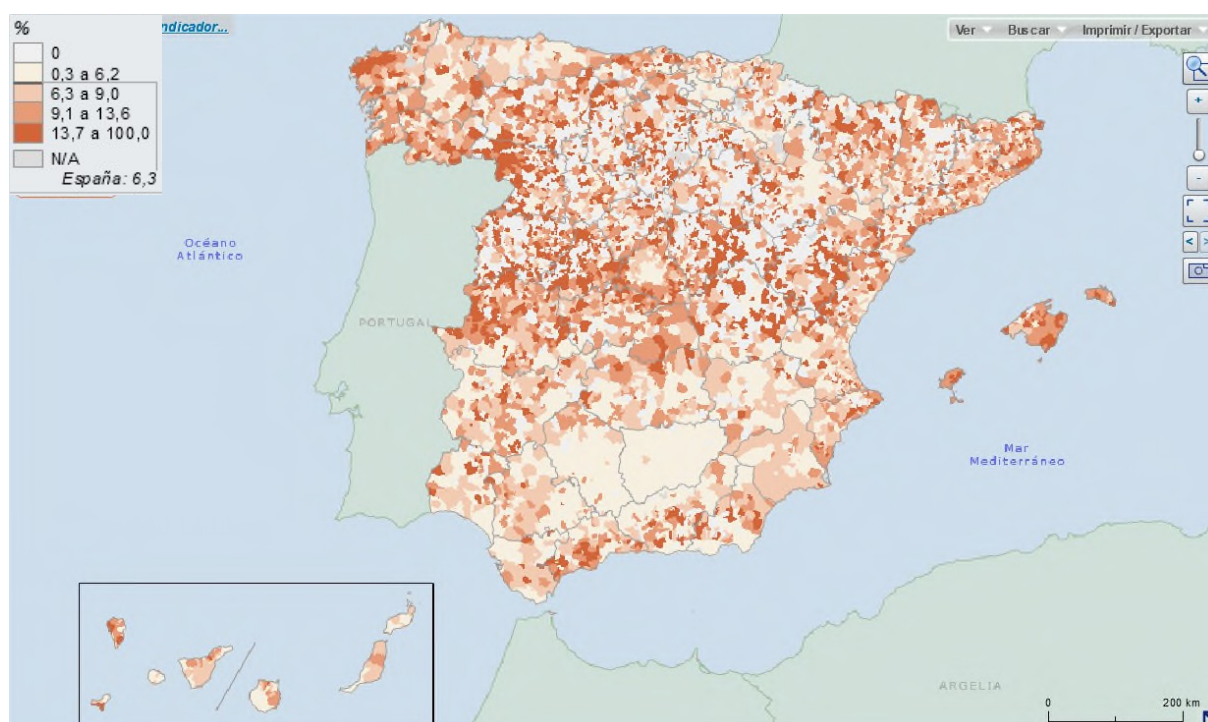 %
0
0,3 a 6,2
6,3 a 9,0
9,1 a 13,6
13,7 a 100,0
N/A
España: 6,3
ndicador...
Ver Buscar Imprimir / Exportar
+
-
< >
Océano
Atlántico
PORTUGAL
Mar
Mediterráneo
ARGELIA
0 200 km